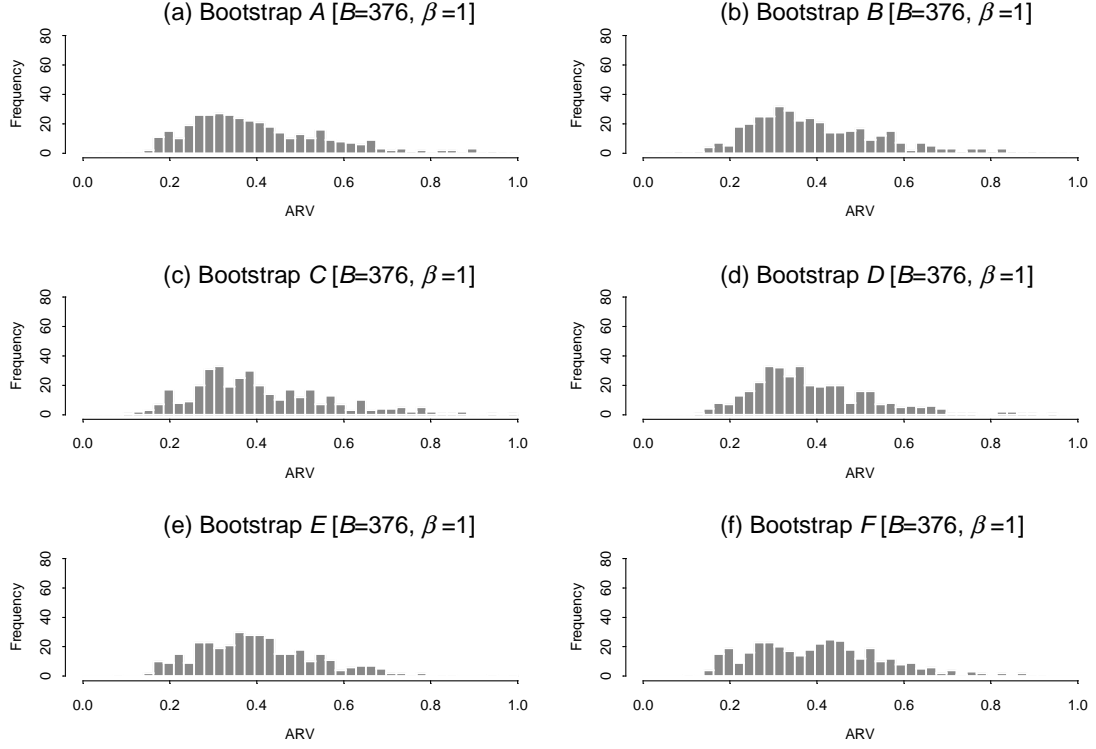 (a) Bootstrap A [B=376, β=1]
Frequency
0 20 40 60 80
0.0 0.2 0.4 0.6 0.8 1.0
ARV
(b) Bootstrap B [B=376, β=1]
Frequency
0 20 40 60 80
0.0 0.2 0.4 0.6 0.8 1.0
ARV
(c) Bootstrap C [B=376, β=1]
Frequency
0 20 40 60 80
0.0 0.2 0.4 0.6 0.8 1.0
ARV
(d) Bootstrap D [B=376, β=1]
Frequency
0 20 40 60 80
0.0 0.2 0.4 0.6 0.8 1.0
ARV
(e) Bootstrap E [B=376, β=1]
Frequency
0 20 40 60 80
0.0 0.2 0.4 0.6 0.8 1.0
ARV
(f) Bootstrap F [B=376, β=1]
Frequency
0 20 40 60 80
0.0 0.2 0.4 0.6 0.8 1.0
ARV